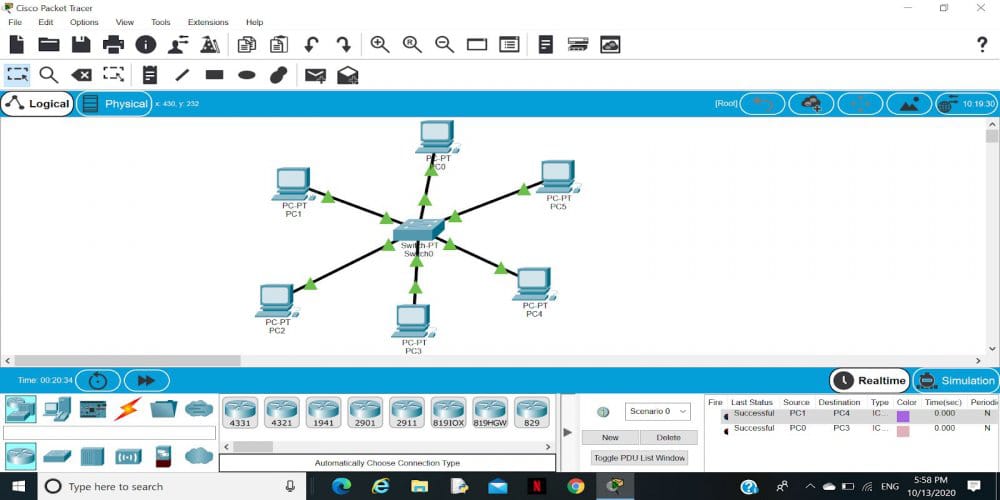 Cisco Packet Tracer
File Edit Options View Tools Extensions Help
Logical Physical x: 430, y: 232 [Root] 10:19:30
PC-PT
PC0
PC-PT
PC1
PC-PT
PC5
Switch-PT
Switch0
PC-PT
PC2
PC-PT
PC4
PC-PT
PC3
Time: 00:20:34 Realtime Simulation
4331 4321 1941 2901 2911 819IOX 819HGW 829
Automatically Choose Connection Type
Scenario 0
New Delete
Toggle PDU List Window
Fire Last Status Source Destination Type Color Time(sec) Periodi
Successful PC1 PC4 IC... 0.000 N
Successful PC0 PC3 IC... 0.000 N
Type here to search
ENG 5:58 PM
10/13/2020